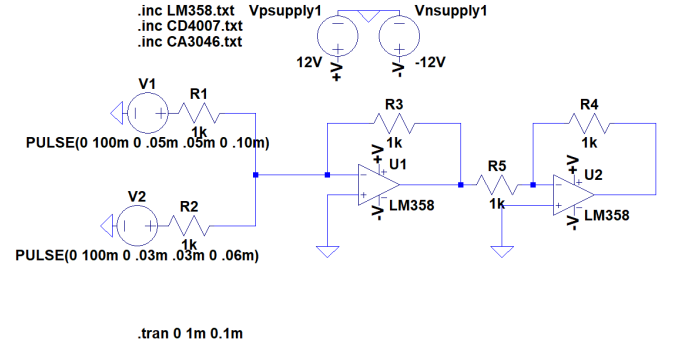 .inc LM358.txt
.inc CD4007.txt
.inc CA3046.txt
Vpsupply1
Vnsupply1
12V
-12V
+V
-V
V1
R1
1k
PULSE(0 100m 0 .05m .05m 0 .10m)
V2
R2
1k
PULSE(0 100m 0 .03m .03m 0 .06m)
R3
1k
+V
U1
-V
LM358
R5
1k
R4
1k
+V
U2
-V
LM358
.tran 0 1m 0.1m